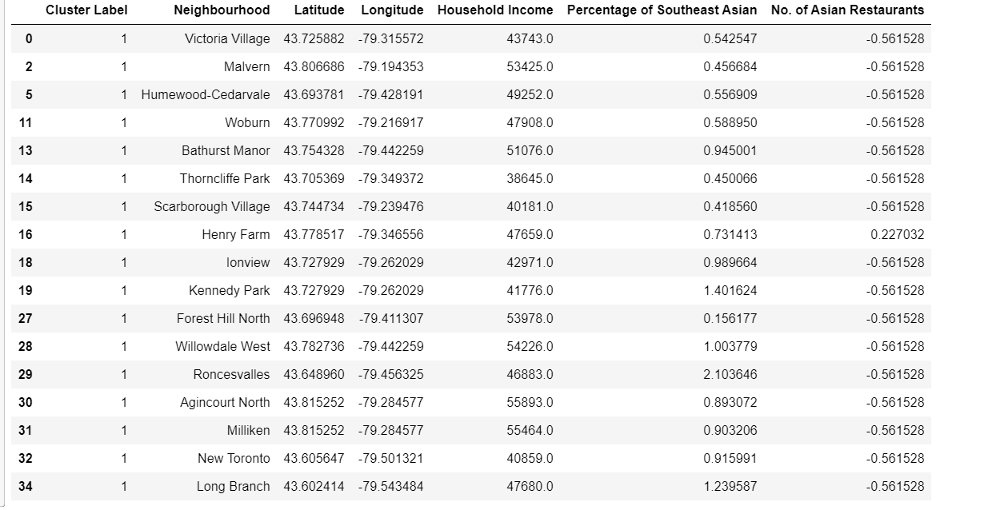 Cluster Label Neighbourhood Latitude Longitude Household Income Percentage of Southeast Asian No. of Asian Restaurants
0 1 Victoria Village 43.725882 -79.315572 43743.0 0.542547 -0.561528
2 1 Malvern 43.806686 -79.194353 53425.0 0.456684 -0.561528
5 1 Humewood-Cedarvale 43.693781 -79.428191 49252.0 0.556909 -0.561528
11 1 Woburn 43.770992 -79.216917 47908.0 0.588950 -0.561528
13 1 Bathurst Manor 43.754328 -79.442259 51076.0 0.945001 -0.561528
14 1 Thorncliffe Park 43.705369 -79.349372 38645.0 0.450066 -0.561528
15 1 Scarborough Village 43.744734 -79.239476 40181.0 0.418560 -0.561528
16 1 Henry Farm 43.778517 -79.346556 47659.0 0.731413 0.227032
18 1 Ionview 43.727929 -79.262029 42971.0 0.989664 -0.561528
19 1 Kennedy Park 43.727929 -79.262029 41776.0 1.401624 -0.561528
27 1 Forest Hill North 43.696948 -79.411307 53978.0 0.156177 -0.561528
28 1 Willowdale West 43.782736 -79.442259 54226.0 1.003779 -0.561528
29 1 Roncesvalles 43.648960 -79.456325 46883.0 2.103646 -0.561528
30 1 Agincourt North 43.815252 -79.284577 55893.0 0.893072 -0.561528
31 1 Milliken 43.815252 -79.284577 55464.0 0.903206 -0.561528
32 1 New Toronto 43.605647 -79.501321 40859.0 0.915991 -0.561528
34 1 Long Branch 43.602414 -79.543484 47680.0 1.239587 -0.561528